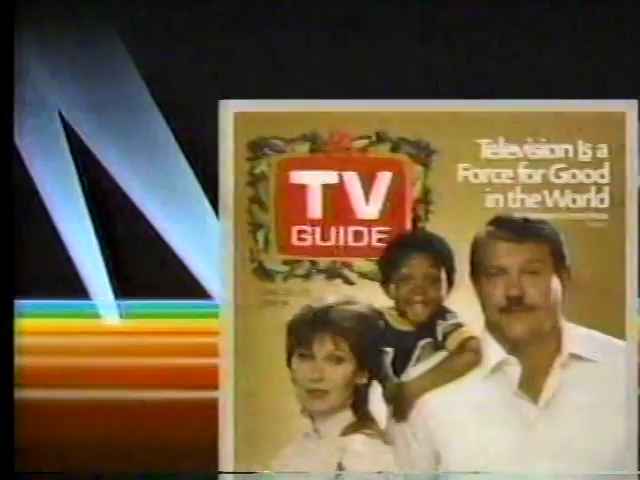 TV
GUIDE
Television Is a
Force for Good
in the World